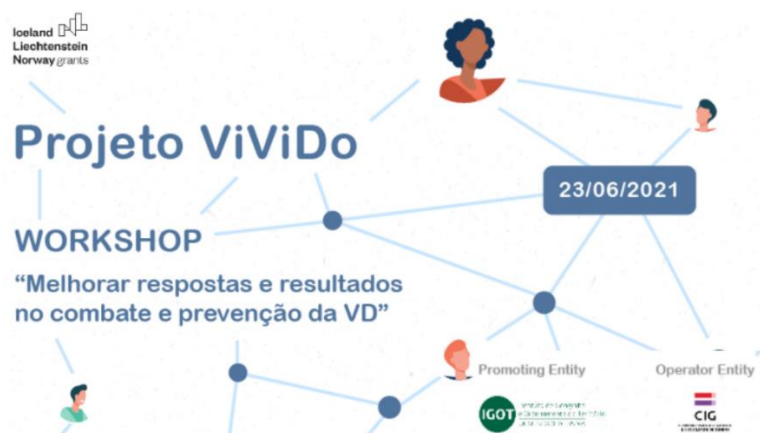 Iceland
Liechtenstein
Norway grants
Projeto ViViDo
23/06/2021
WORKSHOP
“Melhorar respostas e resultados
no combate e prevenção da VD”
Promoting Entity
Operator Entity
IGOT
CIG